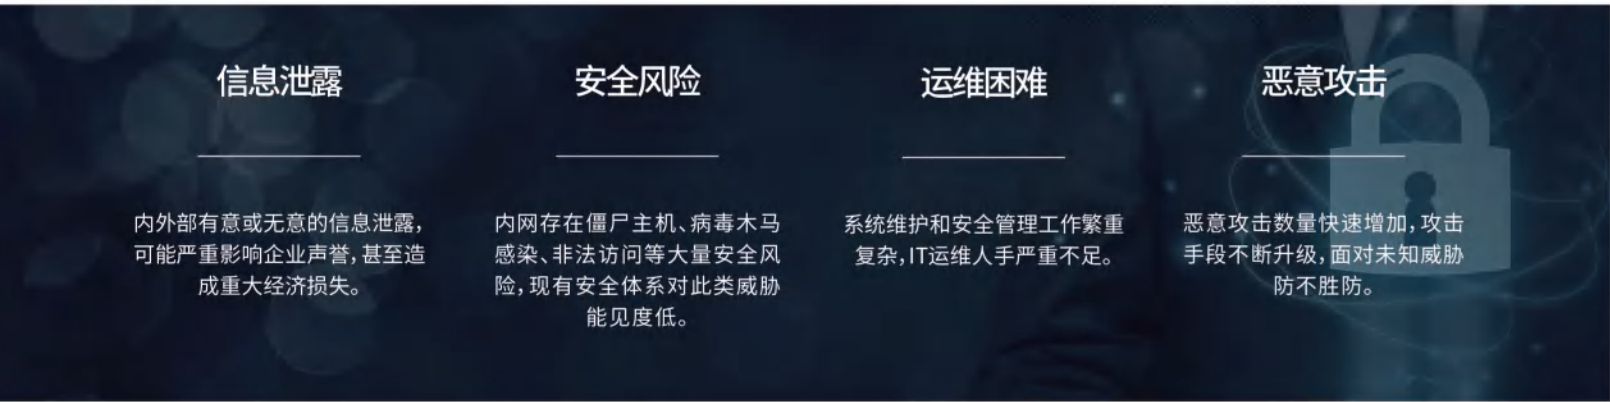 信息泄露
内外部有意或无意的信息泄露,
可能严重影响企业声誉,甚至造
成重大经济损失。
安全风险
内网存在僵尸主机、病毒木马
感染、非法访问等大量安全风
险,现有安全体系对此类威胁
能见度低。
运维困难
系统维护和安全管理工作繁重
复杂,IT运维人手严重不足。
恶意攻击
恶意攻击数量快速增加,攻击
手段不断升级,面对未知威胁
防不胜防。